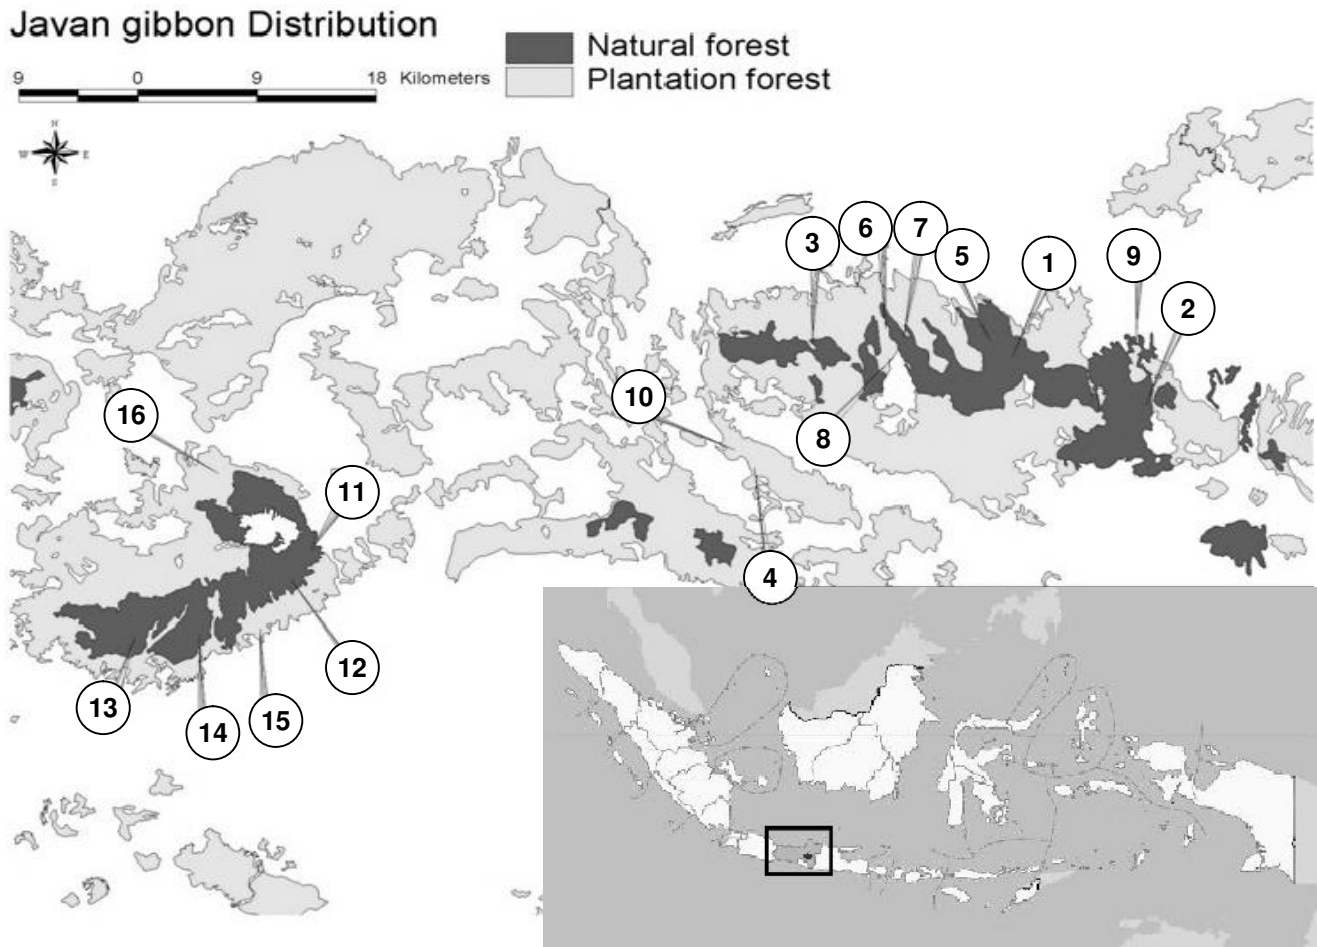 Javan gibbon Distribution
Natural forest
Plantation forest
9 0 9 18 Kilometers
N
W E
S
6 7
3 5 1 9
2
10
16 8
11
4
12
13 14 15